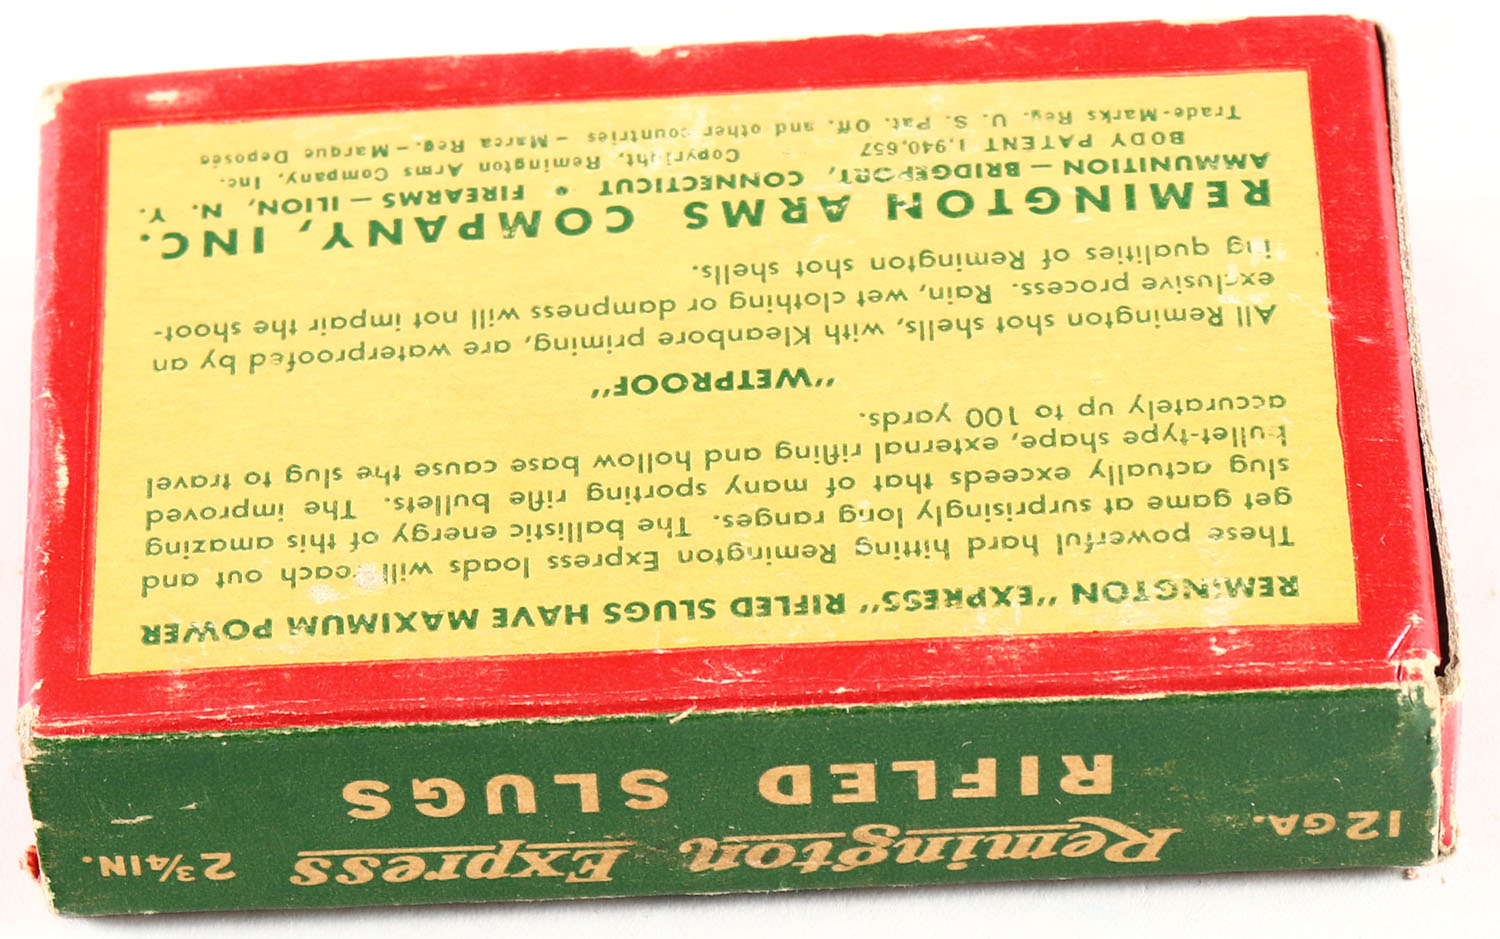 12 GA. Remington Express 2¾ IN.
RIFLED SLUGS
REMINGTON "EXPRESS" RIFLED SLUGS HAVE MAXIMUM POWER
These powerful hard hitting Remington Express loads will reach out and
get game at surprisingly long ranges. The ballistic energy of this amazing
slug actually exceeds that of many sporting rifle bullets. The improved
bullet-type shape, external rifling and hollow base cause the slug to travel
accurately up to 100 yards.
"WETPROOF"
All Remington shot shells, with Kleanbore priming, are waterproofed by an
exclusive process. Rain, wet clothing or dampness will not impair the shoot-
ing qualities of Remington shot shells.
REMINGTON ARMS COMPANY, INC.
AMMUNITION — BRIDGEPORT, CONNECTICUT • FIREARMS — ILION, N. Y.
BODY PATENT 1,940,657 Copyright, Remington Arms Company, Inc.
Trade-Marks Reg. U. S. Pat. Off. and other countries – Marca Reg. – Marque Deposée